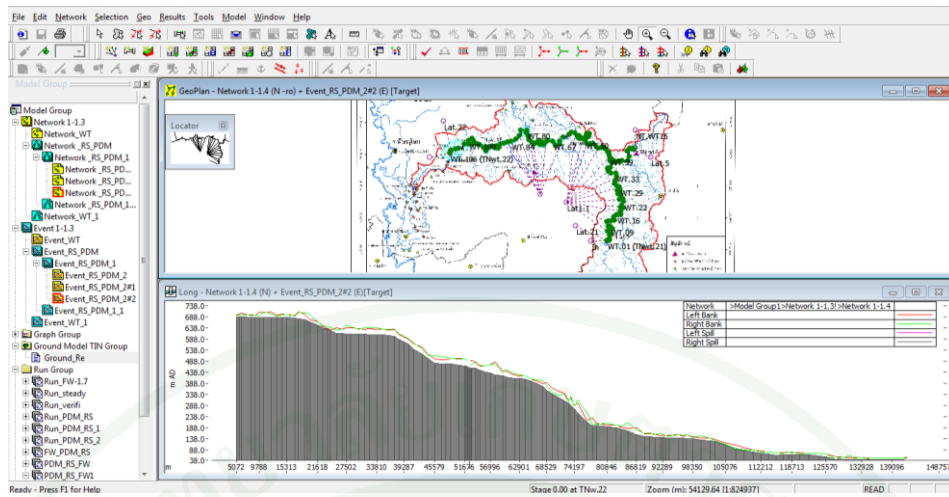 File Edit Network Selection Geo Results Tools Model Window Help
Model Group
GeoPlan - Network 1-1.4 (N -ro) + Event_RS_PDM_2#2 (E) [Target]
Locator
Model Group
Network 1-1.3
Network_WT
Network _RS_PDM
Network _RS_PDM_1
Network _RS_PD...
Network _RS_PD...
Network _RS_PD...
Network _RS_PDM_1...
Network_WT_1
Event 1-1.3
Event_WT
Event_RS_PDM
Event_RS_PDM_1
Event_RS_PDM_2
Event_RS_PDM_2#1
Event_RS_PDM_2#2
Event_RS_PDM_1_1
Event_WT_1
Graph Group
Ground Model TIN Group
Ground_Re
Run Group
Run_FW-1.7
Run_steady
Run_verifi
Run_PDM_RS
Run_PDM_RS_1
Run_PDM_RS_2
FW_PDM_RS
PDM_RS_FW
PDM_RS_FW1
Lat.5
WT.33
WT.29
WT.22
WT.16
WT.09
WT.01 (TNwt.21)
Lat.21
Long - Network 1-1.4 (N) + Event_RS_PDM_2#2 (E)[Target]
Network >Model Group1>Network 1-1.3!>Network 1-1.4
Left Bank
Right Bank
Left Spill
Right Spill
m AD
738.0
688.0
638.0
588.0
538.0
488.0
438.0
388.0
338.0
288.0
238.0
188.0
138.0
88.0
38.0
m 5072 9788 15313 21618 27502 33810 39287 45579 51676 56996 62901 68529 74197 80846 86819 92289 98350 105076 112212 118713 125570 132928 139096 148757
Ready - Press F1 for Help Stage 0.00 at TNw.22 Zoom (m): 54129.64 [1:824937] READ